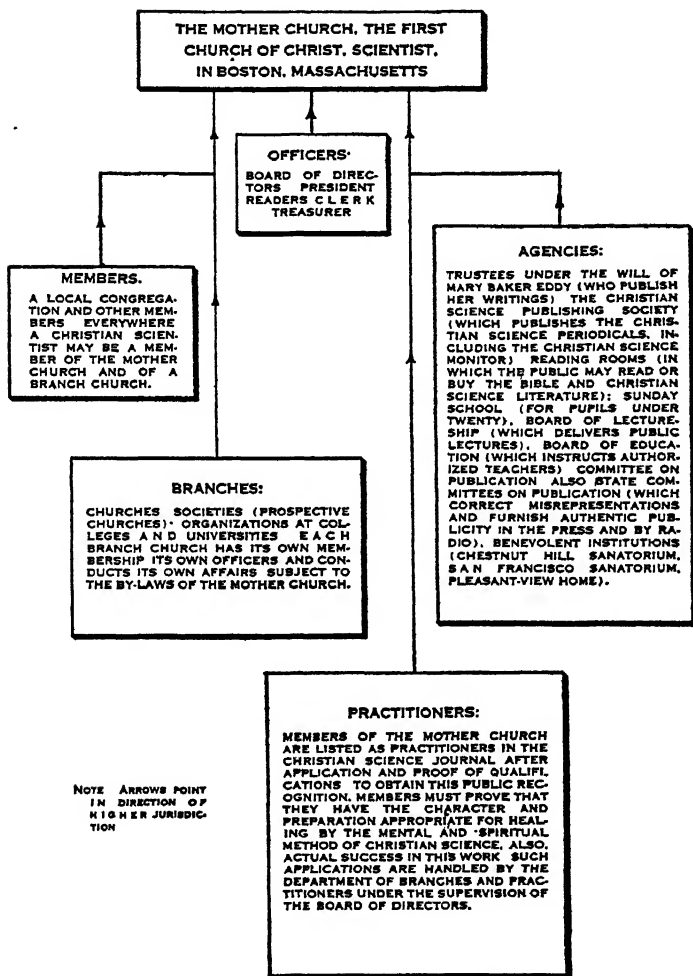 THE MOTHER CHURCH, THE FIRST
CHURCH OF CHRIST, SCIENTIST,
IN BOSTON, MASSACHUSETTS
OFFICERS·
BOARD OF DIREC-
TORS PRESIDENT
READERS CLERK
TREASURER
MEMBERS.
A LOCAL CONGREGA-
TION AND OTHER MEM-
BERS EVERYWHERE
A CHRISTIAN SCIEN-
TIST MAY BE A MEM-
BER OF THE MOTHER
CHURCH AND OF A
BRANCH CHURCH.
AGENCIES:
TRUSTEES UNDER THE WILL OF
MARY BAKER EDDY (WHO PUBLISH
HER WRITINGS) THE CHRISTIAN
SCIENCE PUBLISHING SOCIETY
(WHICH PUBLISHES THE CHRIS-
TIAN SCIENCE PERIODICALS, IN-
CLUDING THE CHRISTIAN SCIENCE
MONITOR) READING ROOMS (IN
WHICH THE PUBLIC MAY READ OR
BUY THE BIBLE AND CHRISTIAN
SCIENCE LITERATURE); SUNDAY
SCHOOL (FOR PUPILS UNDER
TWENTY), BOARD OF LECTURE-
SHIP (WHICH DELIVERS PUBLIC
LECTURES), BOARD OF EDUCA-
TION (WHICH INSTRUCTS AUTHOR-
IZED TEACHERS) COMMITTEE ON
PUBLICATION ALSO STATE COM-
MITTEES ON PUBLICATION (WHICH
CORRECT MISREPRESENTATIONS
AND FURNISH AUTHENTIC PUB-
LICITY IN THE PRESS AND BY RA-
DIO), BENEVOLENT INSTITUTIONS
(CHESTNUT HILL SANATORIUM,
SAN FRANCISCO SANATORIUM,
PLEASANT-VIEW HOME).
BRANCHES:
CHURCHES SOCIETIES (PROSPECTIVE
CHURCHES)· ORGANIZATIONS AT COL-
LEGES AND UNIVERSITIES EACH
BRANCH CHURCH HAS ITS OWN MEM-
BERSHIP ITS OWN OFFICERS AND CON-
DUCTS ITS OWN AFFAIRS SUBJECT TO
THE BY-LAWS OF THE MOTHER CHURCH.
PRACTITIONERS:
MEMBERS OF THE MOTHER CHURCH
ARE LISTED AS PRACTITIONERS IN THE
CHRISTIAN SCIENCE JOURNAL AFTER
APPLICATION AND PROOF OF QUALIFI-
CATIONS TO OBTAIN THIS PUBLIC REC-
OGNITION, MEMBERS MUST PROVE THAT
THEY HAVE THE CHARACTER AND
PREPARATION APPROPRIATE FOR HEAL-
ING BY THE MENTAL AND SPIRITUAL
METHOD OF CHRISTIAN SCIENCE, ALSO,
ACTUAL SUCCESS IN THIS WORK SUCH
APPLICATIONS ARE HANDLED BY THE
DEPARTMENT OF BRANCHES AND PRAC-
TITIONERS UNDER THE SUPERVISION OF
THE BOARD OF DIRECTORS.
NOTE ARROWS POINT
IN DIRECTION OF
HIGHER JURISDIC-
TION